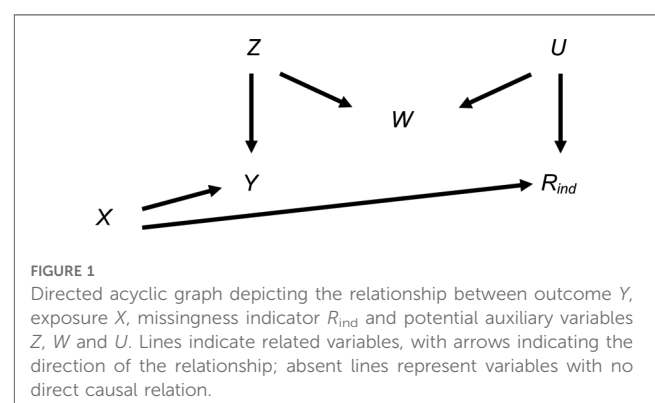 Z U
W
Y R_ind
X
FIGURE 1
Directed acyclic graph depicting the relationship between outcome Y,
exposure X, missingness indicator R_ind and potential auxiliary variables
Z, W and U. Lines indicate related variables, with arrows indicating the
direction of the relationship; absent lines represent variables with no
direct causal relation.